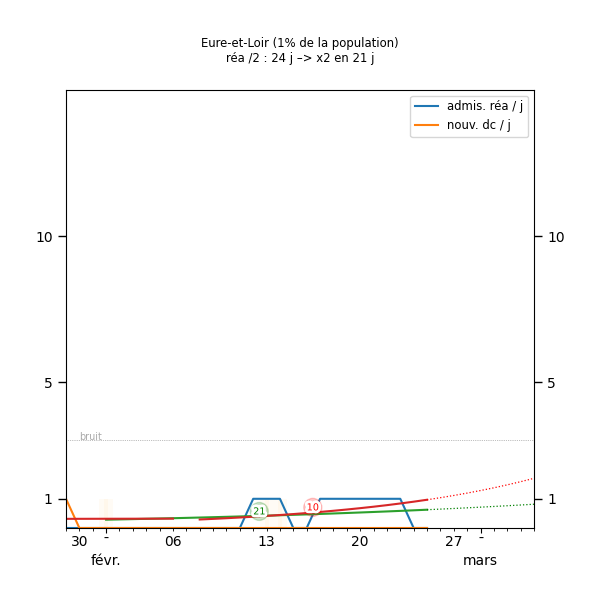 Eure-et-Loir (1% de la population)
réa /2 : 24 j –> x2 en 21 j
admis. réa / j
nouv. dc / j
10 10
5 5
bruit
1 1
21 10
30 06 13 20 27
févr. mars